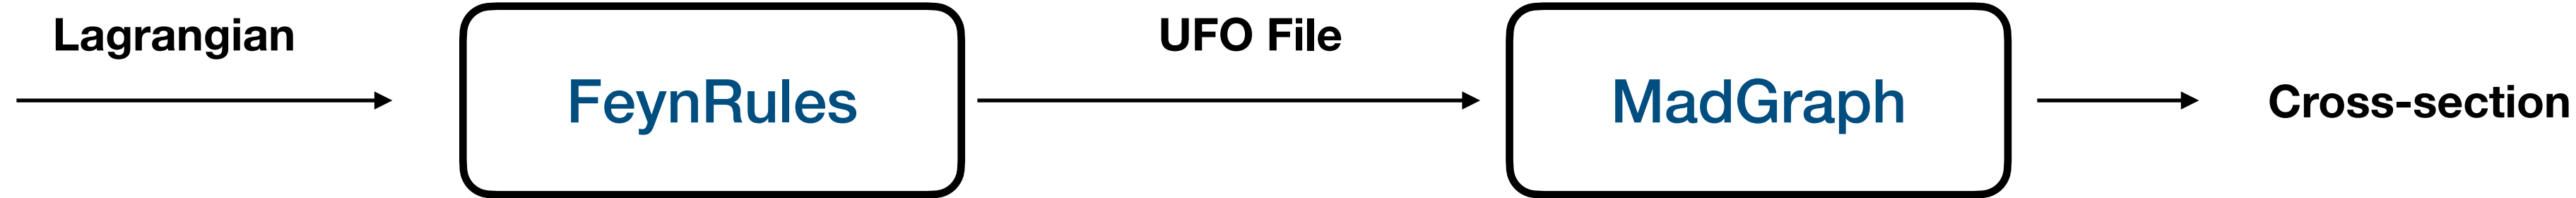 Lagrangian
FeynRules
UFO File
MadGraph
Cross-section